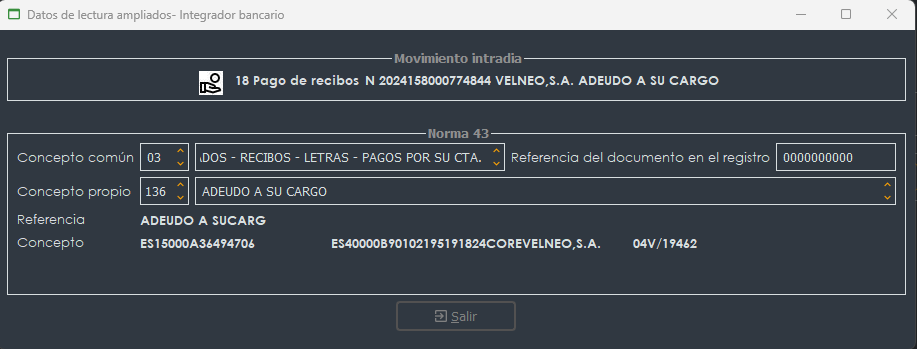 Datos de lectura ampliados- Integrador bancario
Movimiento intradia
18 Pago de recibos N 2024158000774844 VELNEO,S.A. ADEUDO A SU CARGO
Norma 43
Concepto común 03 ADOS - RECIBOS - LETRAS - PAGOS POR SU CTA. Referencia del documento en el registro 0000000000
Concepto propio 136 ADEUDO A SU CARGO
Referencia ADEUDO A SUCARG
Concepto ES15000A36494706 ES40000B90102195191824COREVELNEO,S.A. 04V/19462
Salir